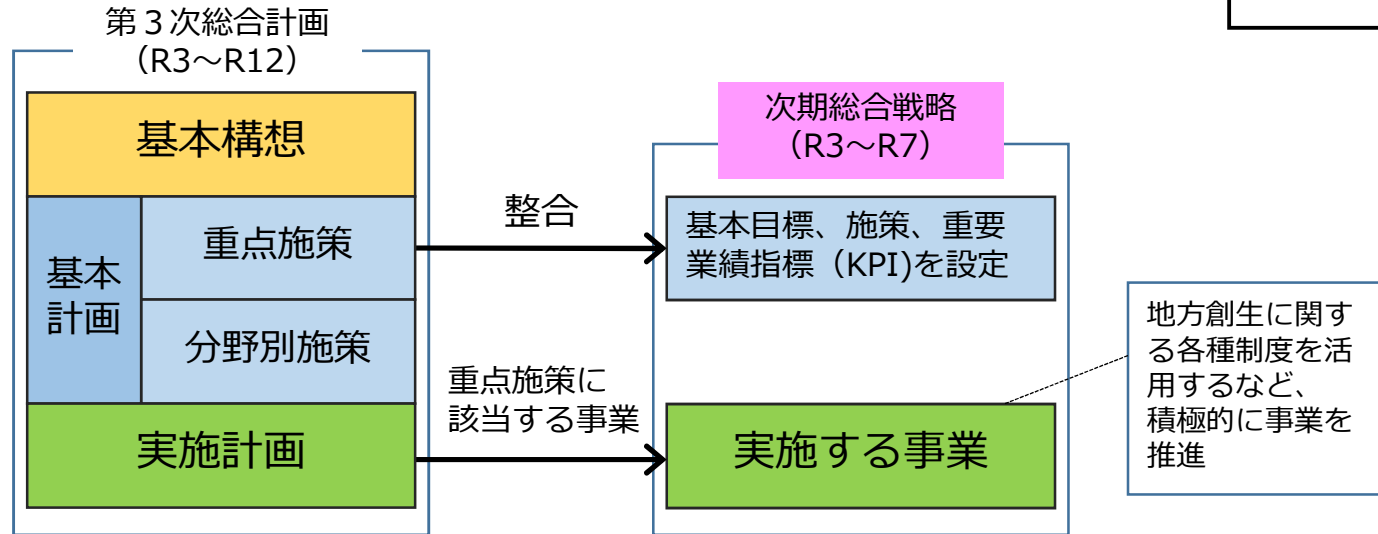 第３次総合計画
（R3～R12）
基本構想
基本
計画
重点施策
分野別施策
実施計画
整合
重点施策に
該当する事業
次期総合戦略
（R3～R7）
基本目標、施策、重要
業績指標（KPI)を設定
実施する事業
地方創生に関す
る各種制度を活
用するなど、
積極的に事業を
推進